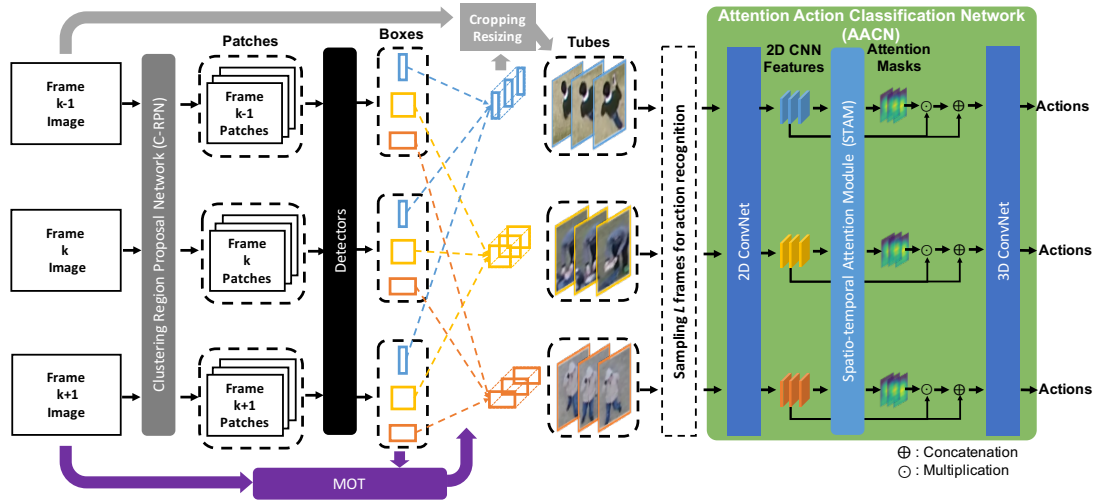 Cropping
Resizing
Attention Action Classification Network
(AACN)
Patches
Boxes
Tubes
2D CNN
Features
Attention
Masks
Frame
k-1
Image
Frame
k-1
Patches
Actions
Frame
k
Image
Frame
k
Patches
Actions
Frame
k+1
Image
Frame
k+1
Patches
Actions
Clustering Region Proposal Network (C-RPN)
Detectors
Sampling L frames for action recognition
2D ConvNet
Spatio-temporal Attention Module (STAM)
3D ConvNet
MOT
⊕ : Concatenation
⊙ : Multiplication